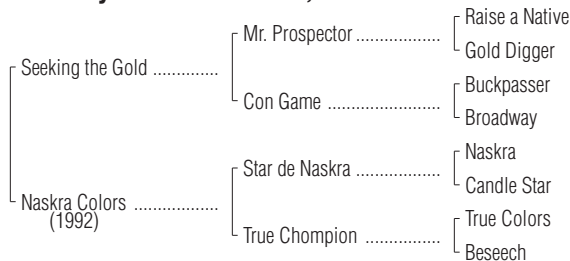 Raise a Native
Mr. Prospector ..................
Gold Digger
Seeking the Gold ..............
Buckpasser
Con Game ........................
Broadway
Naskra
Star de Naskra ..................
Candle Star
Naskra Colors ..................
(1992)
True Colors
True Chompion ................
Beseech